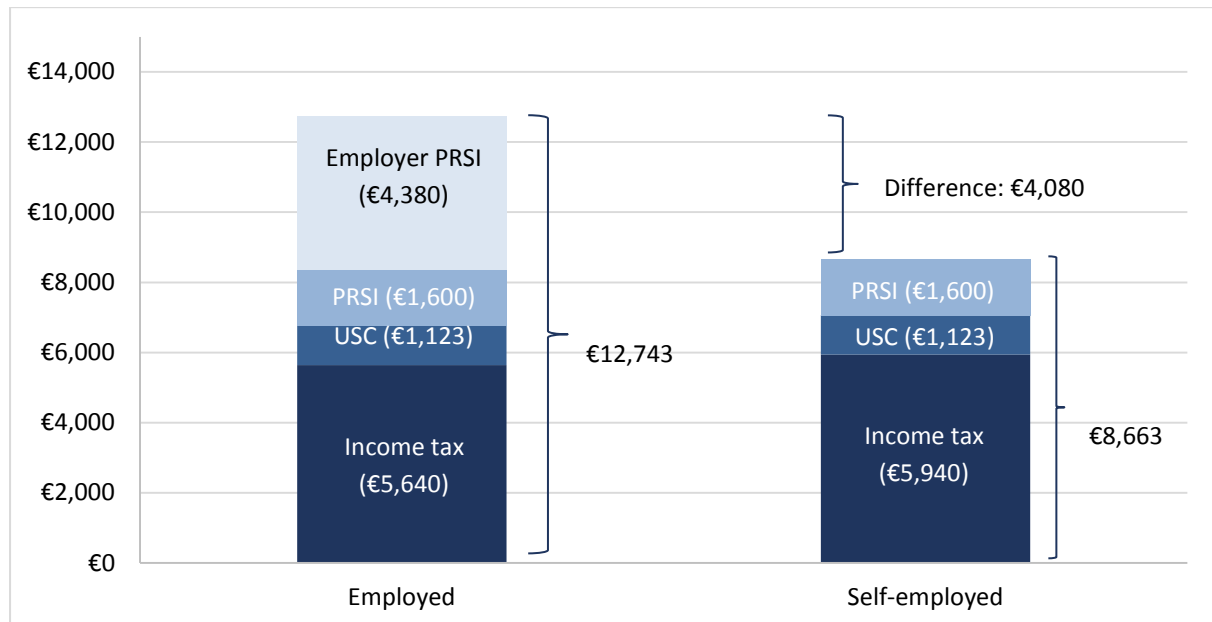 €14,000
€12,000
€10,000
€8,000
€6,000
€4,000
€2,000
€0
Employer PRSI
(€4,380)
PRSI (€1,600)
USC (€1,123)
Income tax
(€5,640)
€12,743
Employed
Difference: €4,080
PRSI (€1,600)
USC (€1,123)
Income tax
(€5,940)
€8,663
Self-employed